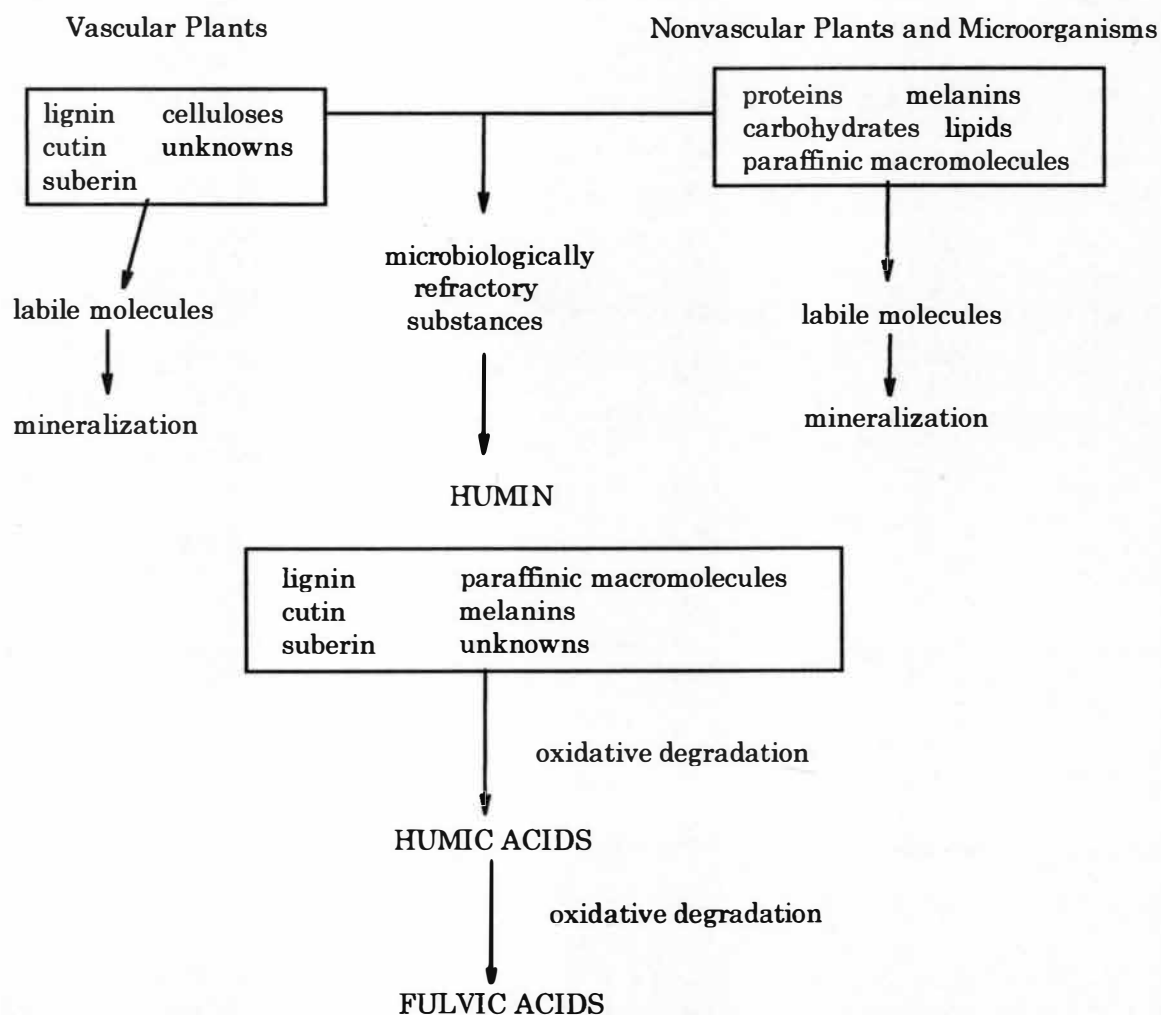 Vascular Plants
Nonvascular Plants and Microorganisms
lignin celluloses
cutin unknowns
suberin
proteins melanins
carbohydrates lipids
paraffinic macromolecules
microbiologically
refractory
substances
labile molecules
mineralization
labile molecules
mineralization
HUMIN
lignin paraffinic macromolecules
cutin melanins
suberin unknowns
oxidative degradation
HUMIC ACIDS
oxidative degradation
FULVIC ACIDS